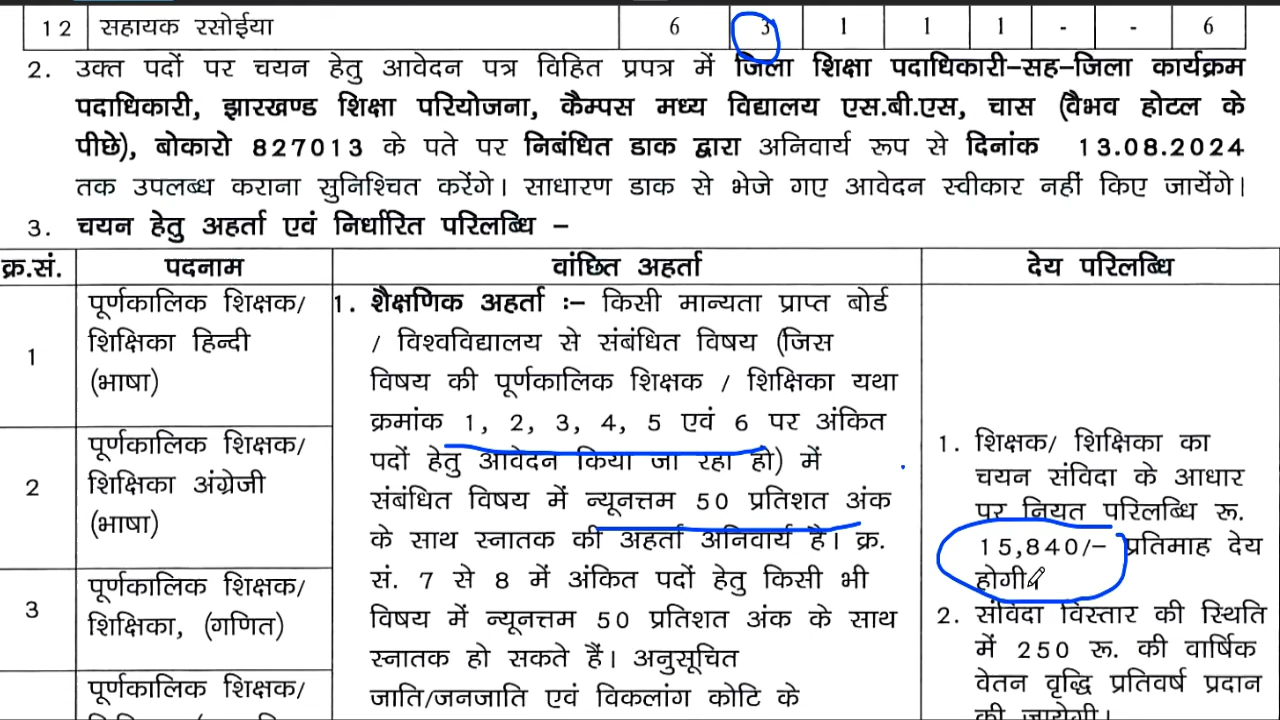 12 सहायक रसोईया 6 3 1 1 1 - - 6
2. उक्त पदों पर चयन हेतु आवेदन पत्र विहित प्रपत्र में जिला शिक्षा पदाधिकारी-सह-जिला कार्यक्रम
पदाधिकारी, झारखण्ड शिक्षा परियोजना, कैम्पस मध्य विद्यालय एस.बी.एस, चास (वैभव होटल के
पीछे), बोकारो 827013 के पते पर निबंधित डाक द्वारा अनिवार्य रूप से दिनांक 13.08.2024
तक उपलब्ध कराना सुनिश्चित करेंगे। साधारण डाक से भेजे गए आवेदन स्वीकार नहीं किए जायेंगे।
3. चयन हेतु अहर्ता एवं निर्धारित परिलब्धि –
क्र.सं. पदनाम वांछित अहर्ता देय परिलब्धि
1
पूर्णकालिक शिक्षक/
शिक्षिका हिन्दी
(भाषा)
2
पूर्णकालिक शिक्षक/
शिक्षिका अंग्रेजी
(भाषा)
3
पूर्णकालिक शिक्षक/
शिक्षिका, (गणित)
पूर्णकालिक शिक्षक/
1. शैक्षणिक अहर्ता :– किसी मान्यता प्राप्त बोर्ड
/ विश्वविद्यालय से संबंधित विषय (जिस
विषय की पूर्णकालिक शिक्षक / शिक्षिका यथा
क्रमांक 1, 2, 3, 4, 5 एवं 6 पर अंकित
पदों हेतु आवेदन किया जा रहा हो) में
संबंधित विषय में न्यूनत्तम 50 प्रतिशत अंक
के साथ स्नातक की अहर्ता अनिवार्य है। क्र.
सं. 7 से 8 में अंकित पदों हेतु किसी भी
विषय में न्यूनत्तम 50 प्रतिशत अंक के साथ
स्नातक हो सकते हैं। अनुसूचित
जाति/जनजाति एवं विकलांग कोटि के
1. शिक्षक/ शिक्षिका का
चयन संविदा के आधार
पर नियत परिलब्धि रू.
15,840/– प्रतिमाह देय
होगी
2. संविदा विस्तार की स्थिति
में 250 रू. की वार्षिक
वेतन वृद्धि प्रतिवर्ष प्रदान
की जायेगी।